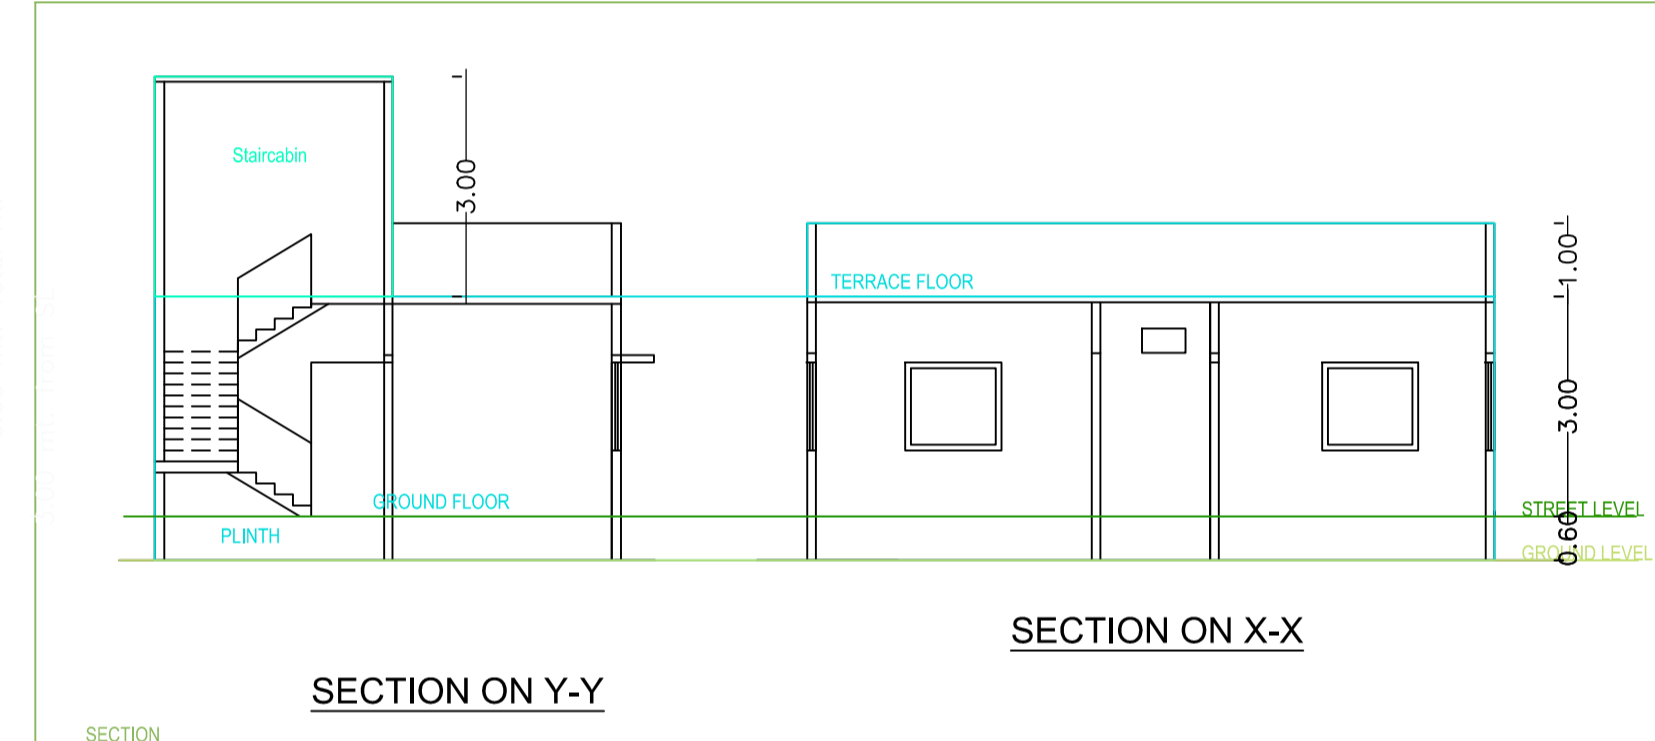 Staircabin
3.00
TERRACE FLOOR
1.00
3.00
GROUND FLOOR
STREET LEVEL
PLINTH
0.60
GROUND LEVEL
SECTION ON X-X
SECTION ON Y-Y
SECTION